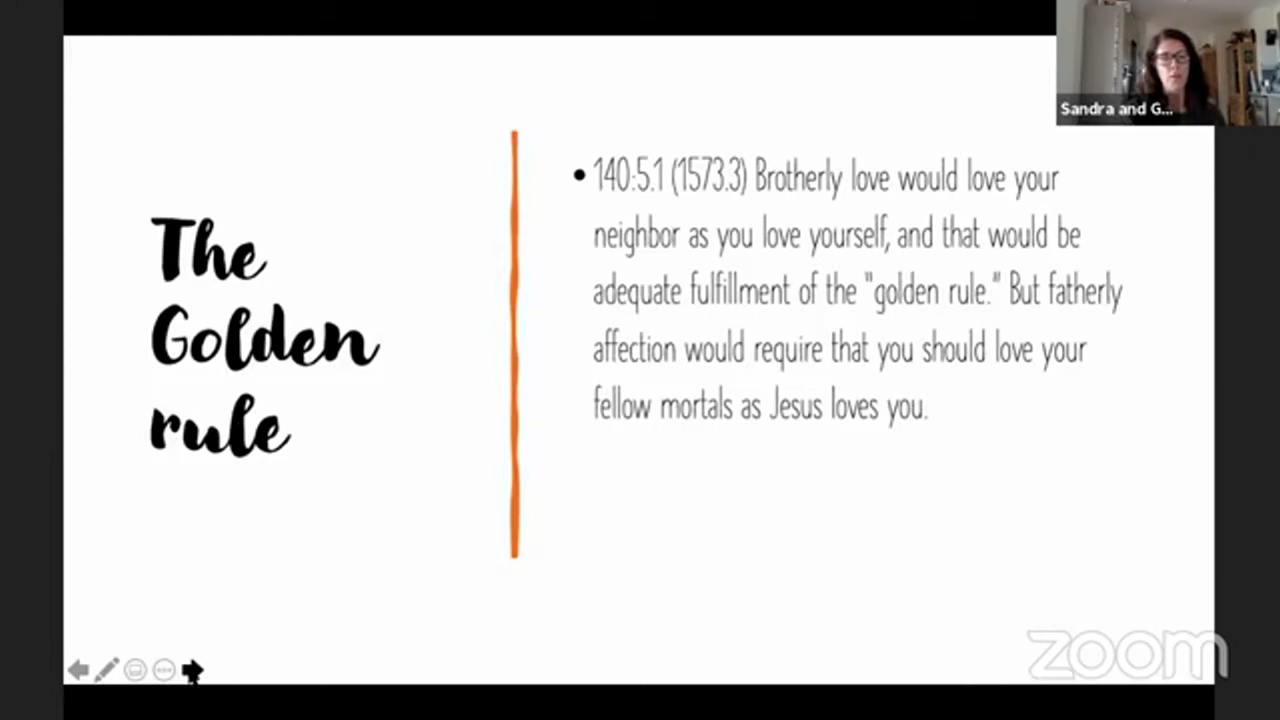 Sandra and G...
The
Golden
rule
• 140:5.1 (1573.3) Brotherly love would love your
neighbor as you love yourself, and that would be
adequate fulfillment of the "golden rule." But fatherly
affection would require that you should love your
fellow mortals as Jesus loves you.
zoom